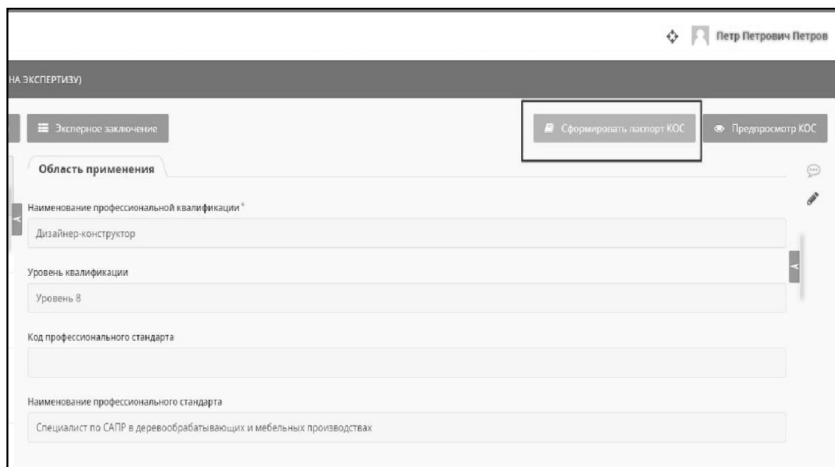 Петр Петрович Петров
НА ЭКСПЕРТИЗУ)
Эксперное заключение
Сформировать паспорт КОС
Предпросмотр КОС
Область применения
Наименование профессиональной квалификации *
Дизайнер-конструктор
Уровень квалификации
Уровень 8
Код профессионального стандарта
Наименование профессионального стандарта
Специалист по САПР в деревообрабатывающих и мебельных производствах